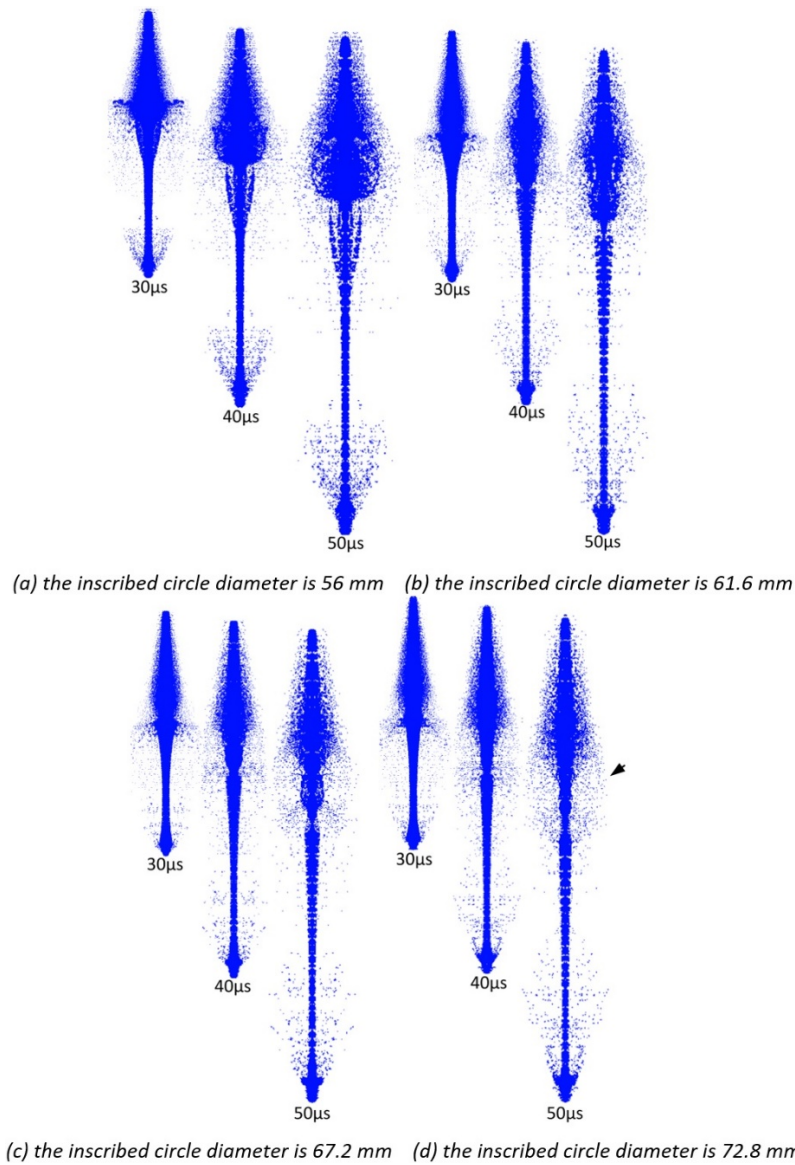 30μs
40μs
50μs
30μs
40μs
50μs
(a) the inscribed circle diameter is 56 mm
(b) the inscribed circle diameter is 61.6 mm
30μs
40μs
50μs
30μs
40μs
50μs
(c) the inscribed circle diameter is 67.2 mm
(d) the inscribed circle diameter is 72.8 mm